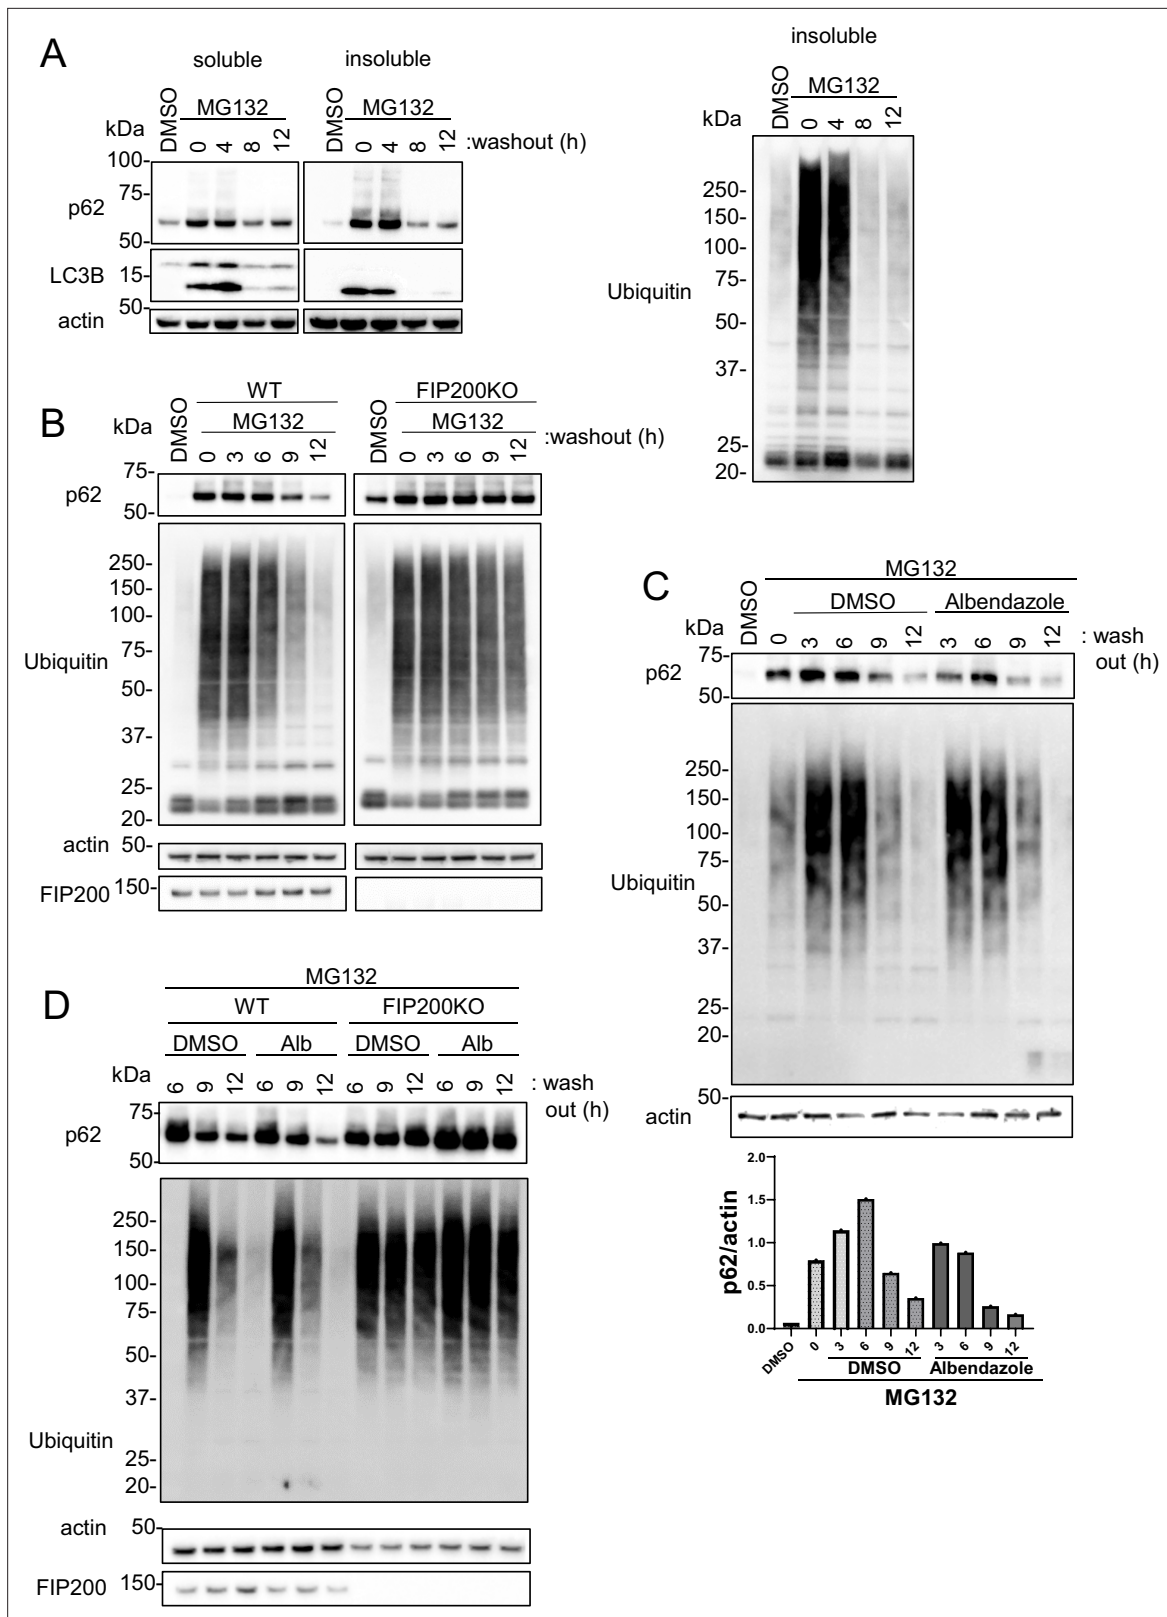 A
soluble
insoluble
DMSO
MG132
DMSO
MG132
kDa
0 4 8 12
0 4 8 12
:washout (h)
100-
75-
p62
50-
LC3B
15-
50-
actin
insoluble
DMSO
MG132
kDa
0 4 8 12
250-
150-
100-
75-
Ubiquitin
50-
37-
25-
20-
B
WT
FIP200KO
kDa
DMSO
MG132
DMSO
MG132
0 3 6 9 12
0 3 6 9 12
:washout (h)
75-
p62
50-
250-
150-
100-
75-
Ubiquitin
50-
37-
25-
20-
50-
actin
150-
FIP200
C
MG132
DMSO
DMSO
Albendazole
kDa
0 3 6 9 12 3 6 9 12
: wash
out (h)
75-
p62
50-
250-
150-
100-
75-
Ubiquitin
50-
37-
25-
20-
50-
actin
2.0
1.5
1.0
0.5
0.0
p62/actin
DMSO
0 3 6 9 12 3 6 9 12
DMSO
Albendazole
MG132
D
MG132
WT
FIP200KO
DMSO
Alb
DMSO
Alb
kDa
6 9 12 6 9 12 6 9 12 6 9 12
: wash
out (h)
75-
p62
50-
250-
150-
100-
75-
50-
37-
Ubiquitin
25-
20-
50-
actin
150-
FIP200